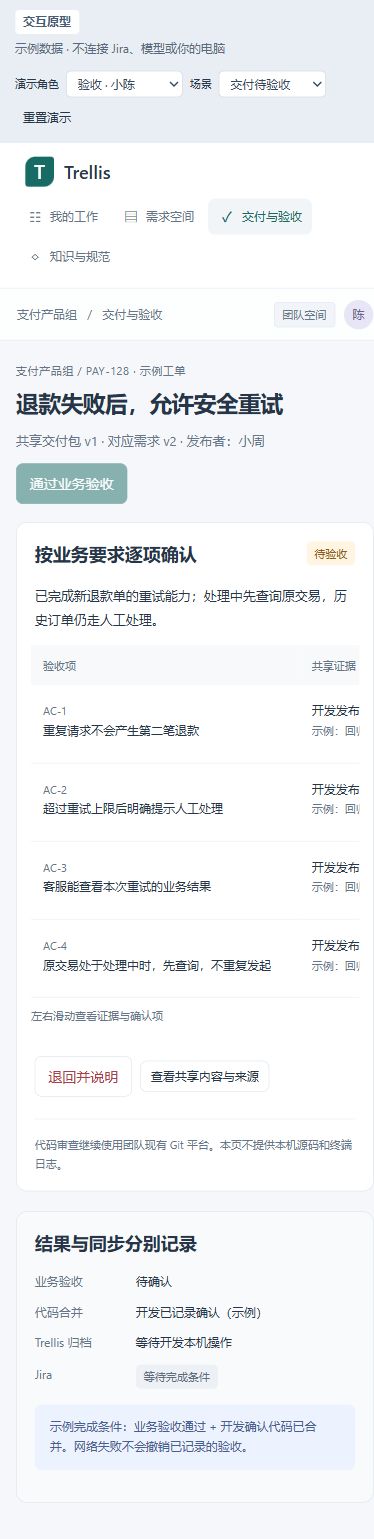 交互原型
示例数据 · 不连接 Jira、模型或你的电脑
演示角色 验收 · 小陈 场景 交付待验收
重置演示
T Trellis
我的工作 需求空间 ✓ 交付与验收
知识与规范
支付产品组 / 交付与验收 团队空间 陈
支付产品组 / PAY-128 · 示例工单
退款失败后，允许安全重试
共享交付包 v1 · 对应需求 v2 · 发布者：小周
通过业务验收
按业务要求逐项确认 待验收
已完成新退款单的重试能力；处理中先查询原交易，历
史订单仍走人工处理。
验收项 共享证据
AC-1 开发发布
重复请求不会产生第二笔退款 示例：回
AC-2 开发发布
超过重试上限后明确提示人工处理 示例：回
AC-3 开发发布
客服能查看本次重试的业务结果 示例：回
AC-4 开发发布
原交易处于处理中时，先查询，不重复发起 示例：回
左右滑动查看证据与确认项
退回并说明 查看共享内容与来源
代码审查继续使用团队现有 Git 平台。本页不提供本机源码和终端
日志。
结果与同步分别记录
业务验收 待确认
代码合并 开发已记录确认（示例）
Trellis 归档 等待开发本机操作
Jira 等待完成条件
示例完成条件：业务验收通过 + 开发确认代码已合
并。网络失败不会撤销已记录的验收。